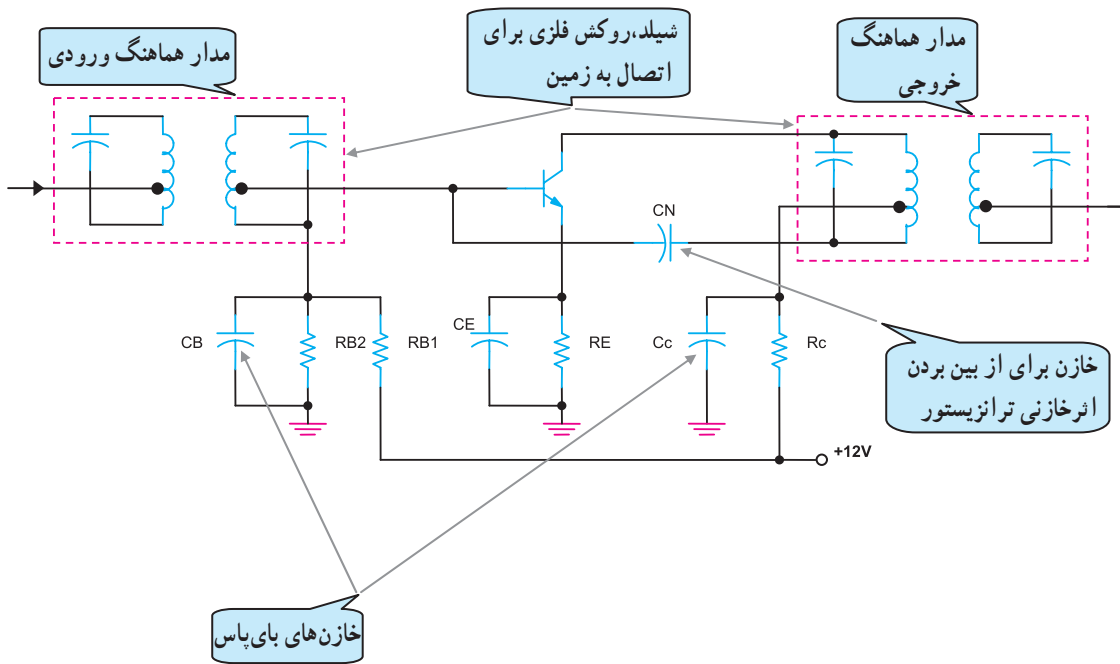 مدار هماهنگ ورودی
شیلد،روکش فلزی برای
اتصال به زمین
مدار هماهنگ
خروجی
CN
CB
RB2
RB1
CE
RE
Cc
Rc
خازن برای از بین بردن
اثرخازنی ترانزیستور
+12V
خازن‌های بای‌پاس